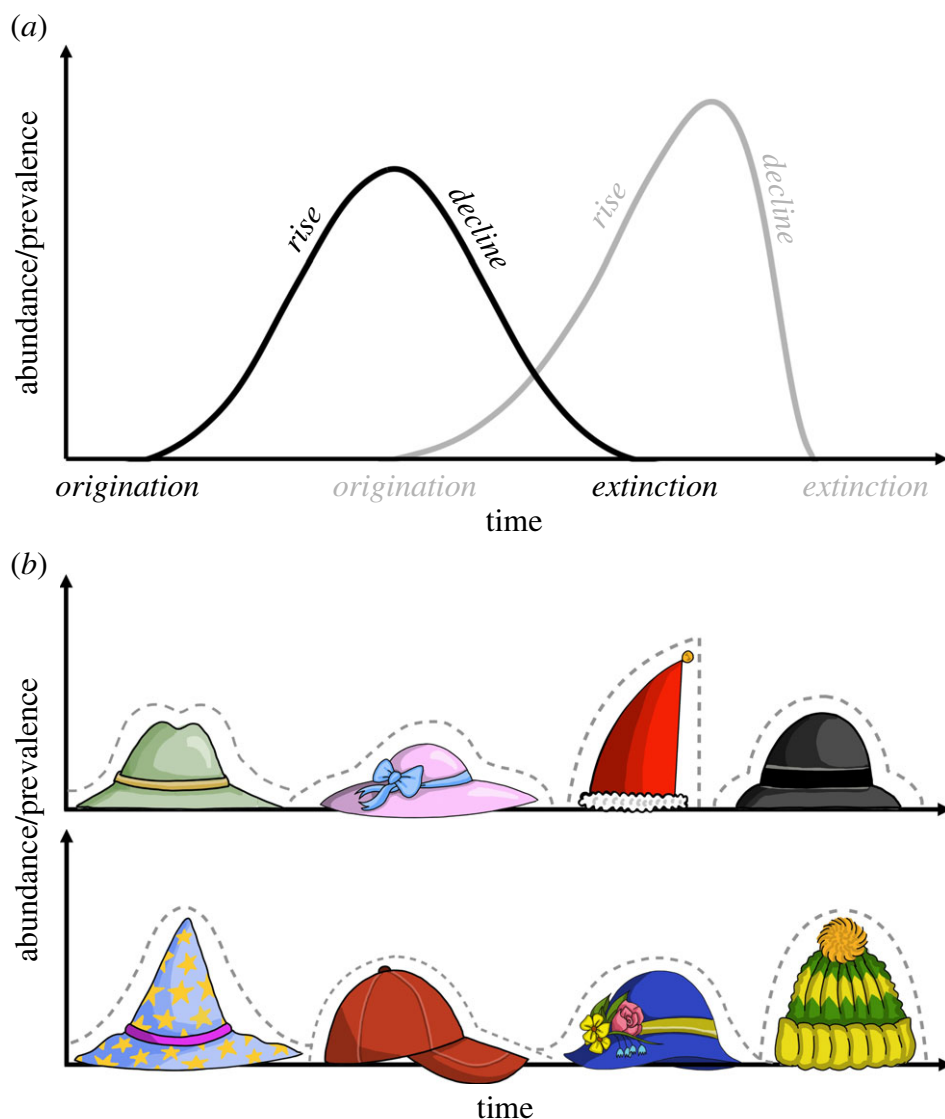 (a)
abundance/prevalence
rise
decline
rise
decline
origination
origination
extinction
extinction
time
(b)
abundance/prevalence
abundance/prevalence
time